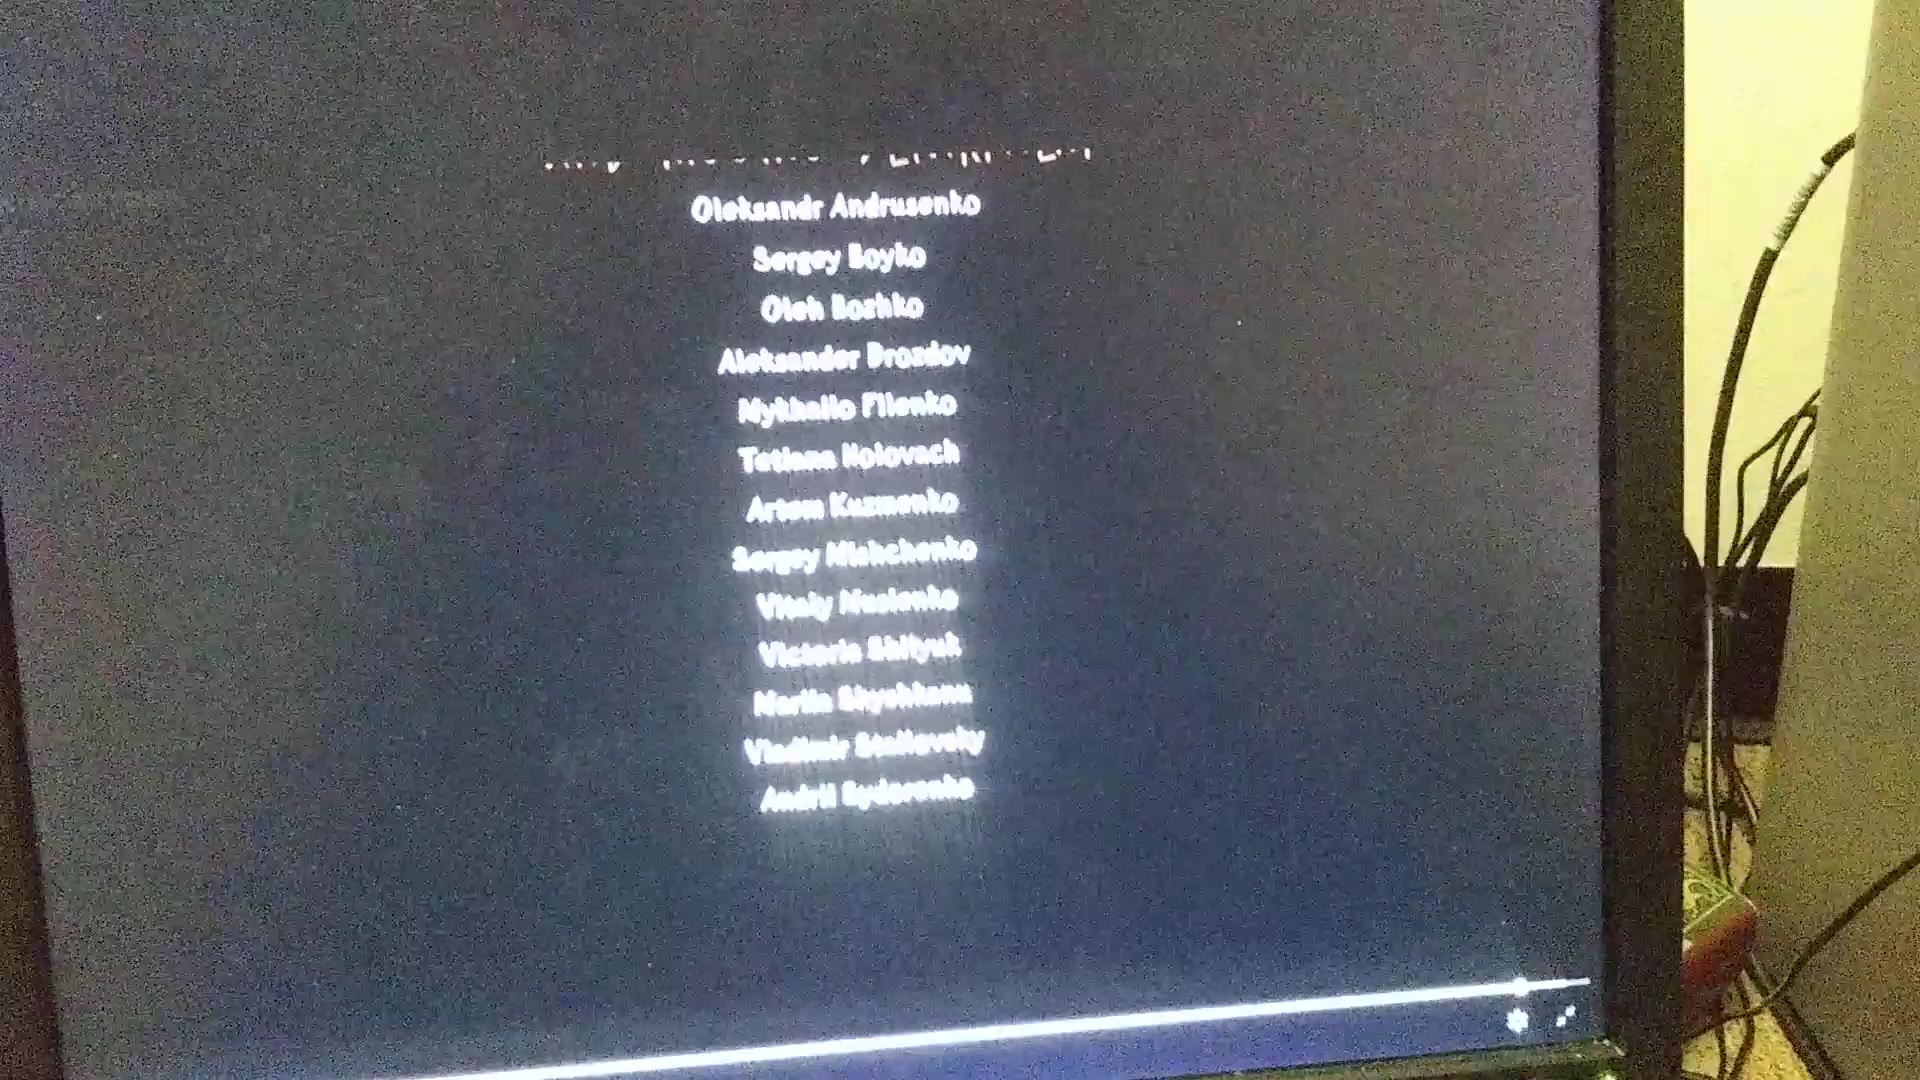 Oleksandr Andrusenko
Sergey Boyko
Oleh Bozhko
Aleksander Drozdov
Mykhailo Filenko
Tetiana Holovach
Artem Kuzmenko
Sergey Mishchenko
Vitaly
Victoria
Vladimir
Andrii Sydorenko